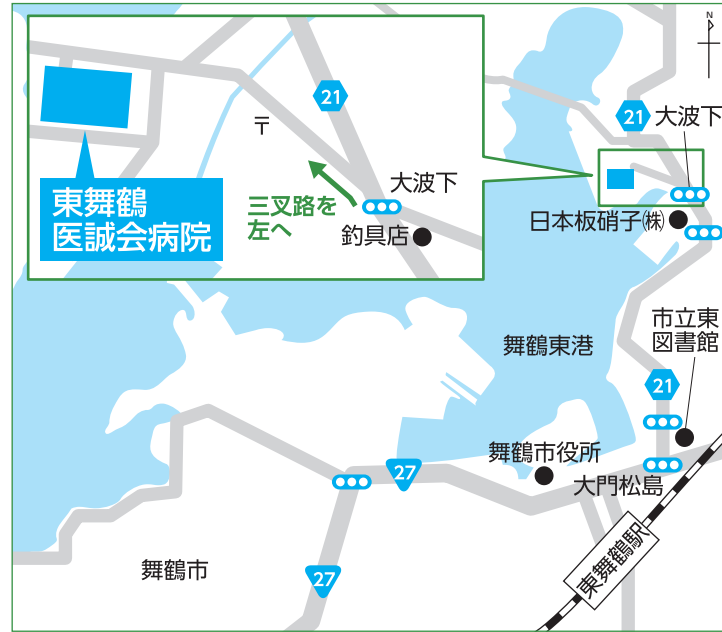 N
21
〒
大波下
三叉路を
左へ
釣具店
東舞鶴
医誠会病院
21
大波下
日本板硝子㈱
市立東
図書館
舞鶴東港
21
舞鶴市役所
大門松島
27
東舞鶴駅
舞鶴市
27